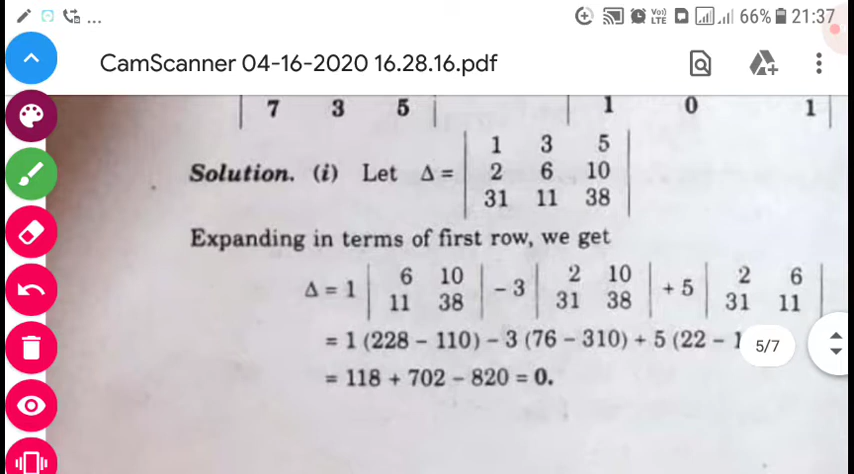 ... Vo)) LTE 66% 21:37
CamScanner 04-16-2020 16.28.16.pdf
7 3 5 | | 1 0 1 |
Solution. (i) Let Δ = | 1 3 5 |
| 2 6 10 |
| 31 11 38 |
Expanding in terms of first row, we get
Δ = 1 | 6 10 | - 3 | 2 10 | + 5 | 2 6 |
| 11 38 | | 31 38 | | 31 11 |
= 1 (228 – 110) – 3 (76 – 310) + 5 (22 – 1
5/7
= 118 + 702 – 820 = 0.